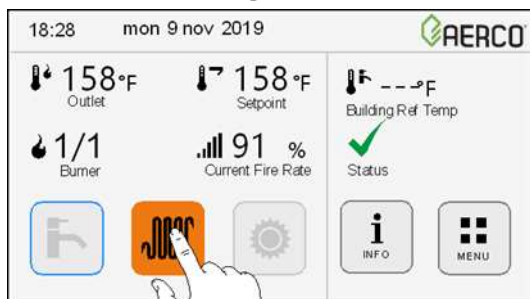 18:28 mon 9 nov 2019 AERCO
158°F 158°F ---°F
Outlet Setpoint Building Ref Temp
1/1 91 %
Burner Current Fire Rate Status
INFO MENU